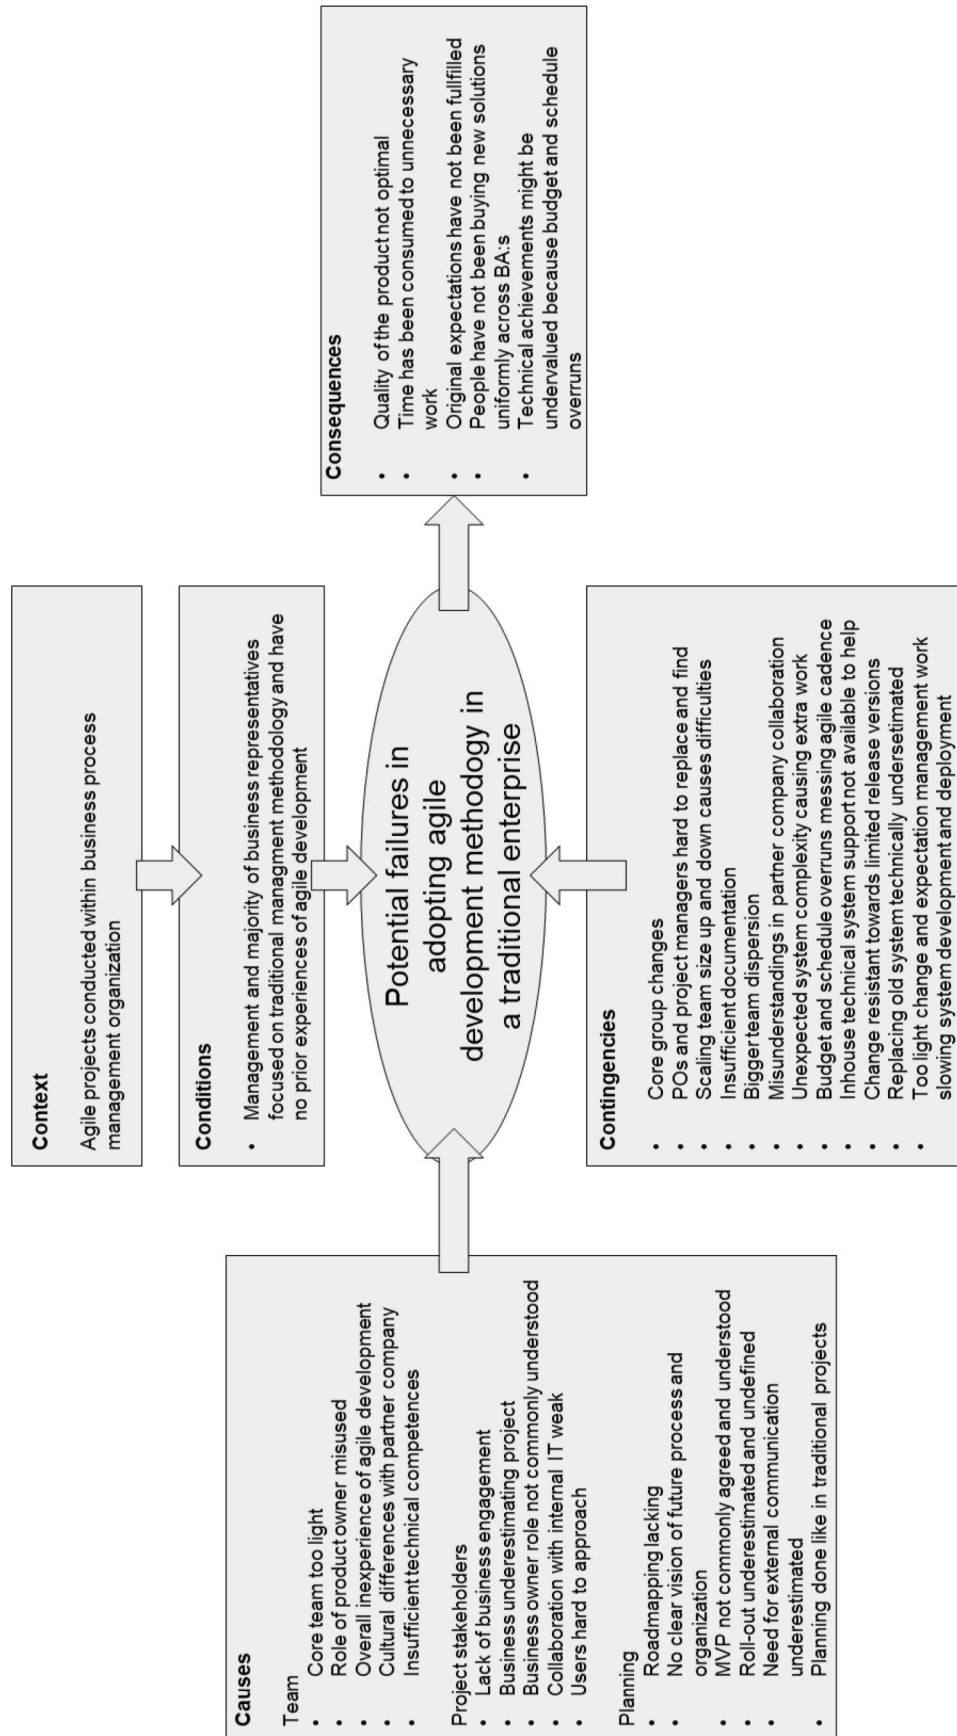 Context
Agile projects conducted within business process
management organization
Conditions
• Management and majority of business representatives
focused on traditional managment methodology and have
no prior experiences of agile development
Causes
Team
• Core team too light
• Role of product owner misused
• Overall inexperience of agile development
• Cultural differences with partner company
• Insufficient technical competences
Project stakeholders
• Lack of business engagement
• Business underestimating project
• Business owner role not commonly understood
• Collaboration with internal IT weak
• Users hard to approach
Planning
• Roadmapping lacking
• No clear vision of future process and
organization
• MVP not commonly agreed and understood
• Roll-out underestimated and undefined
• Need for external communication
underestimated
• Planning done like in traditional projects
Potential failures in
adopting agile
development methodology in
a traditional enterprise
Consequences
• Quality of the product not optimal
• Time has been consumed to unnecessary
work
• Original expectations have not been fullfilled
• People have not been buying new solutions
uniformly across BA:s
• Technical achievements might be
undervalued because budget and schedule
overruns
Contingencies
• Core group changes
• POs and project managers hard to replace and find
• Scaling team size up and down causes difficulties
• Insufficient documentation
• Bigger team dispersion
• Misunderstandings in partner company collaboration
• Unexpected system complexity causing extra work
• Budget and schedule overruns messing agile cadence
• Inhouse technical system support not available to help
• Change resistant towards limited release versions
• Replacing old system technically undersetimated
• Too light change and expectation management work
slowing system development and deployment